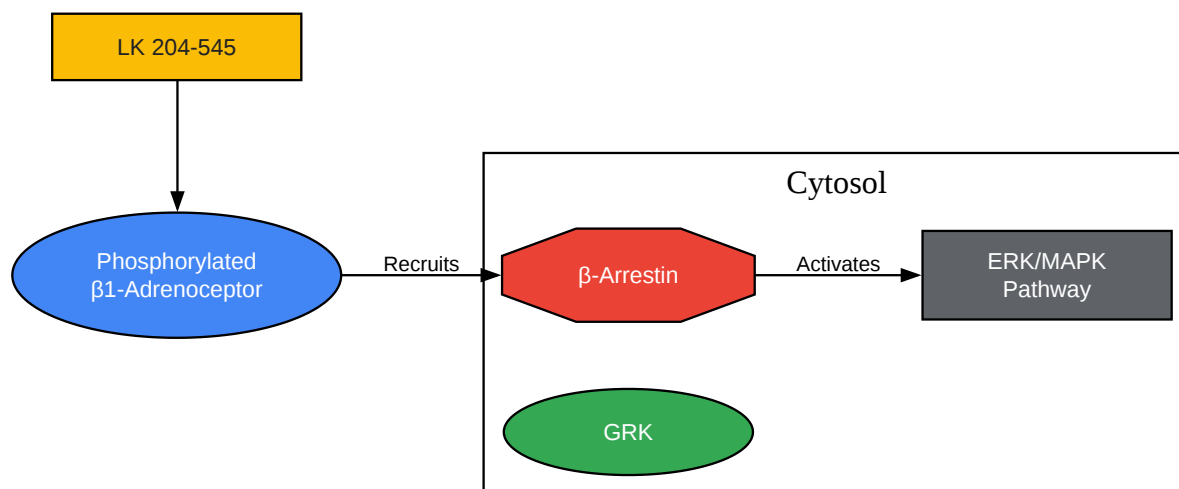 LK 204-545
Cytosol
Phosphorylated
β1-Adrenoceptor
Recruits
β-Arrestin
Activates
ERK/MAPK
Pathway
GRK